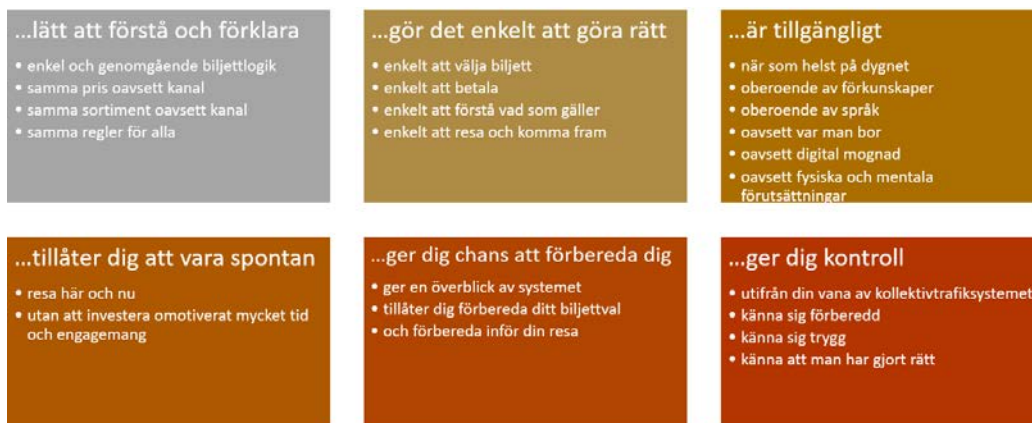 ...lätt att förstå och förklara
• enkel och genomgående biljettlogik
• samma pris oavsett kanal
• samma sortiment oavsett kanal
• samma regler för alla
...gör det enkelt att göra rätt
• enkelt att välja biljett
• enkelt att betala
• enkelt att förstå vad som gäller
• enkelt att resa och komma fram
...är tillgängligt
• när som helst på dygnet
• oberoende av förkunskaper
• oberoende av språk
• oavsett var man bor
• oavsett digital mognad
• oavsett fysiska och mentala
förutsättningar
...tillåter dig att vara spontan
• resa här och nu
• utan att investera omotiverat mycket tid
och engagemang
...ger dig chans att förbereda dig
• ger en överblick av systemet
• tillåter dig förbereda ditt biljettval
• och förbereda inför din resa
...ger dig kontroll
• utifrån din vana av kollektivtrafiksystemet
• känna sig förberedd
• känna sig trygg
• känna att man har gjort rätt